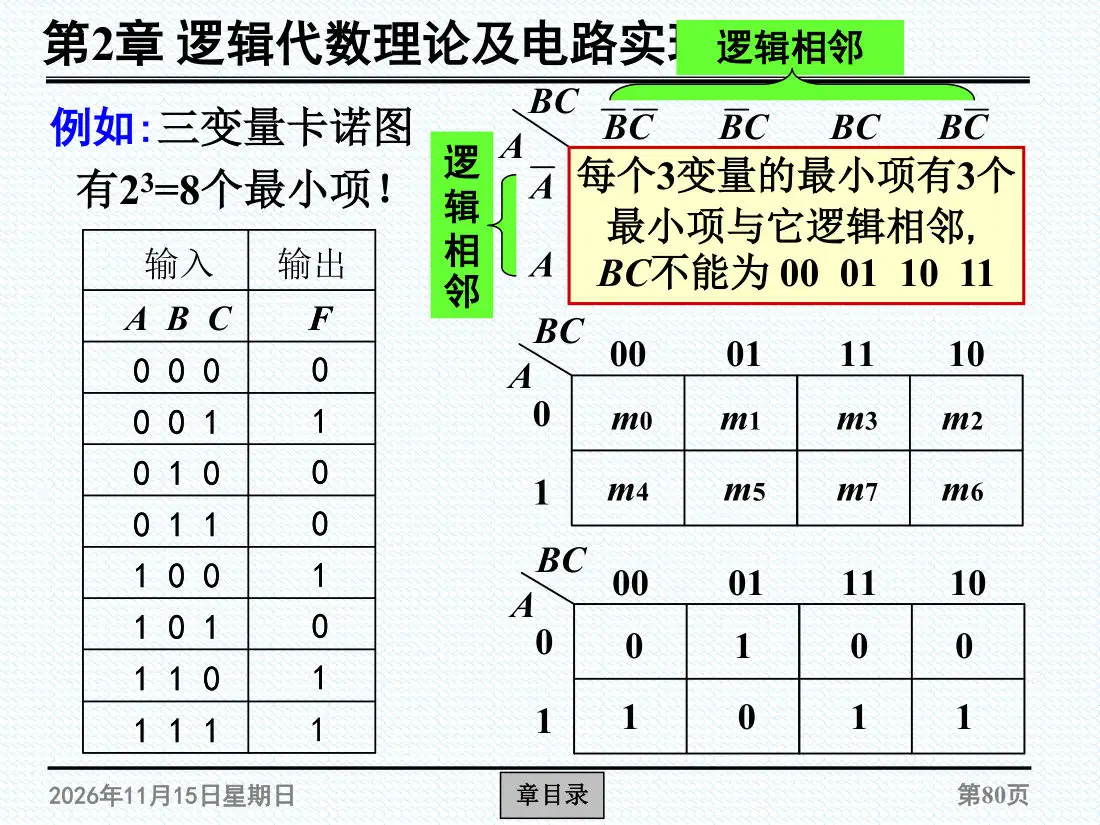 第2章 逻辑代数理论及电路实
逻辑相邻
例如:三变量卡诺图
有2³=8个最小项！
输入 输出
A B C F
0 0 0 0
0 0 1 1
0 1 0 0
0 1 1 0
1 0 0 1
1 0 1 0
1 1 0 1
1 1 1 1
逻辑相邻
BC
A
B̅C̅ B̅C BC BC̅
A̅
A
每个3变量的最小项有3个
最小项与它逻辑相邻,
BC不能为 00 01 10 11
BC
A
00 01 11 10
0 m0 m1 m3 m2
1 m4 m5 m7 m6
BC
A
00 01 11 10
0 0 1 0 0
1 1 0 1 1
2026年11月15日星期日
章目录
第80页